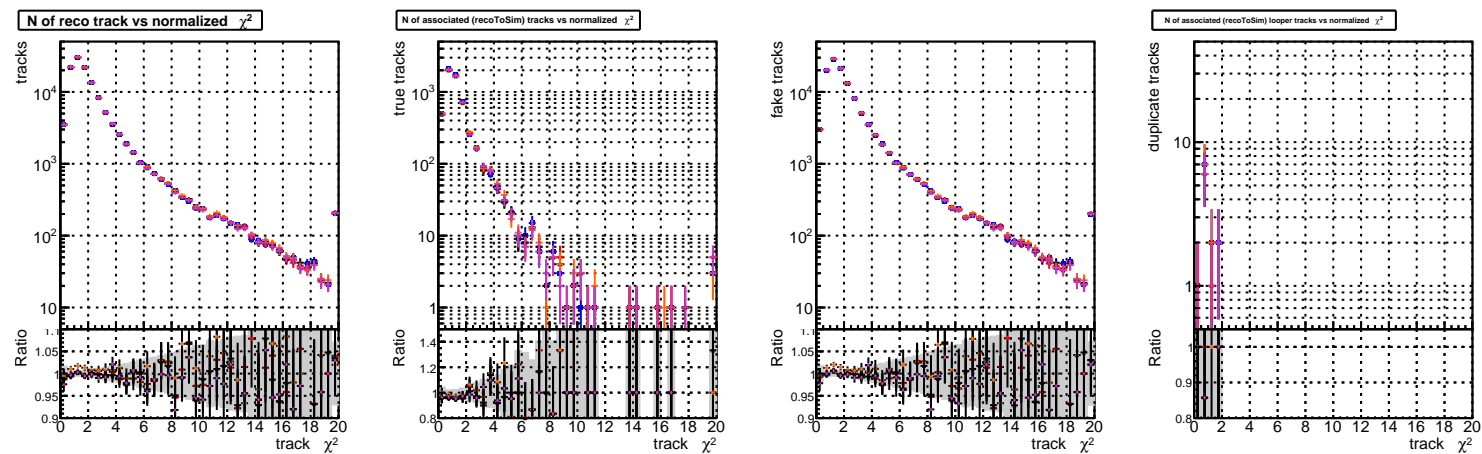 N of reco track vs normalized χ²
tracks
10⁴
10³
10²
10
Ratio
1.1
1.05
1
0.95
0.9
0 2 4 6 8 10 12 14 16 18 20
track χ²
N of associated (recoToSim) tracks vs normalized χ²
true tracks
10⁴
10³
10²
10
1
Ratio
1.4
1.2
1
0.8
0 2 4 6 8 10 12 14 16 18 20
track χ²
fake tracks
10⁴
10³
10²
10
Ratio
1.1
1.05
1
0.95
0.9
0 2 4 6 8 10 12 14 16 18 20
track χ²
N of associated (recoToSim) looper tracks vs normalized χ²
duplicate tracks
10
1
Ratio
1
0.9
0.8
0 2 4 6 8 10 12 14 16 18 20
track χ²